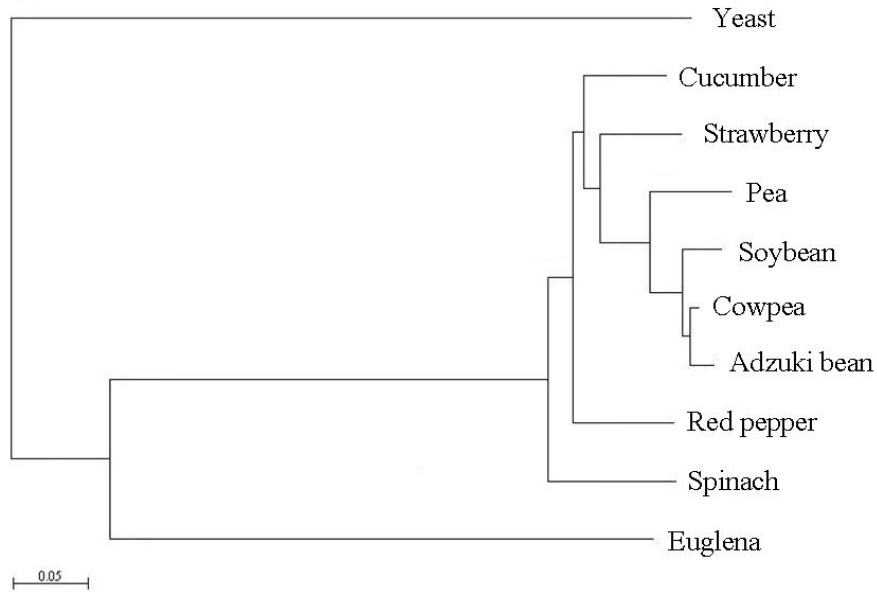 Yeast
Cucumber
Strawberry
Pea
Soybean
Cowpea
Adzuki bean
Red pepper
Spinach
Euglena
0.05